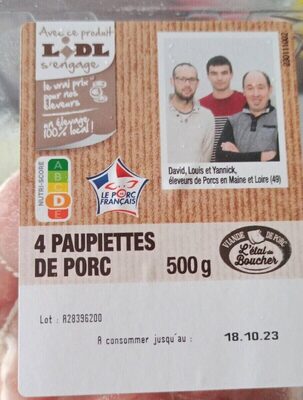 Avec ce produit
LIDL
s'engage
le vrai prix
pour nos
éleveurs
un élevage
100% local !
230111002
David, Louis et Yannick,
éleveurs de Porcs en Maine et Loire (49)
NUTRI-SCORE
A
B
C
D
E
LE PORC
FRANÇAIS
4 PAUPIETTES
DE PORC
500 g
VIANDE DE PORC
L'étal du
Boucher
Lot : A28396200
A consommer jusqu'au :
18.10.23